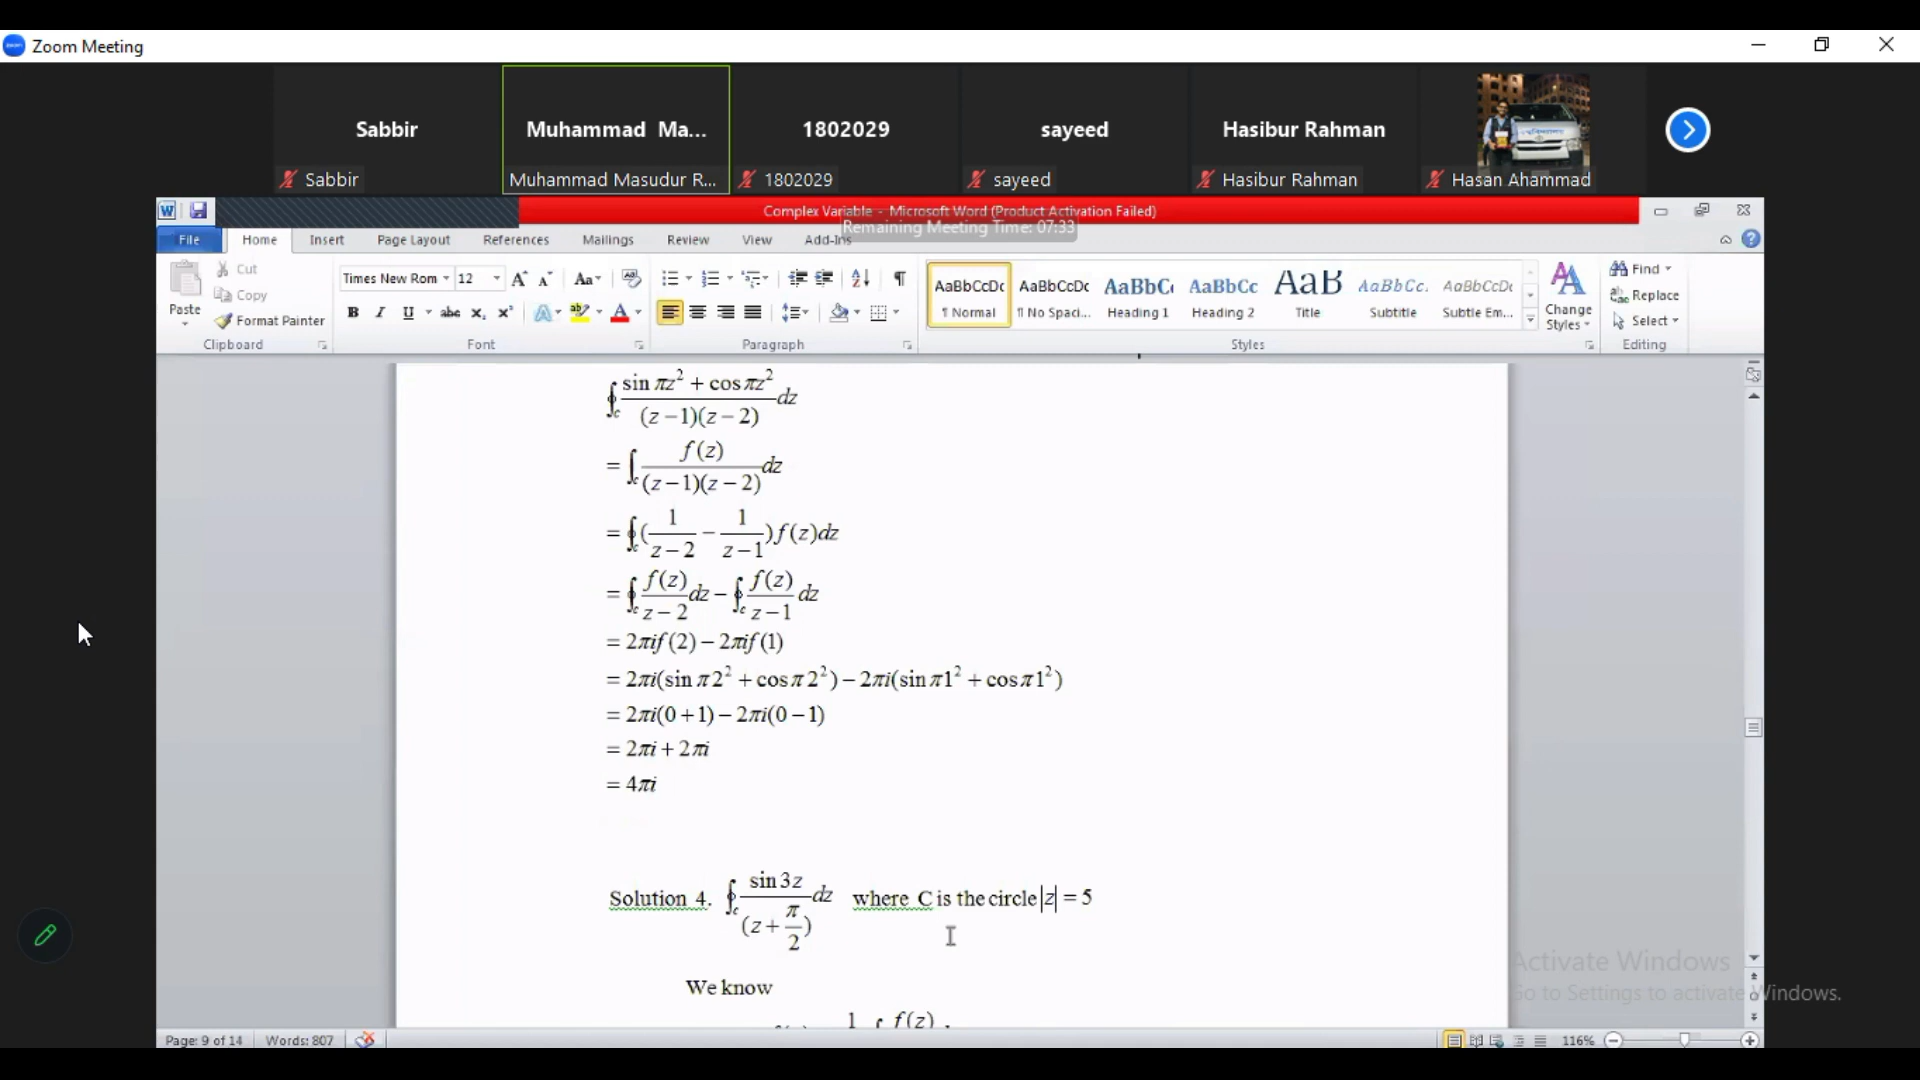 Zoom Meeting
Sabbir
Muhammad Ma...
1802029
sayeed
Hasibur Rahman
Sabbir
Muhammad Masudur R...
1802029
sayeed
Hasibur Rahman
Hasan Ahammad
Complex Variable - Microsoft Word (Product Activation Failed)
Remaining Meeting Time: 07:33
File Home Insert Page Layout References Mailings Review View Add-Ins
Paste
Cut
Copy
Format Painter
Clipboard
Times New Rom 12
Font
Paragraph
AaBbCcDc AaBbCcDc AaBbC AaBbCc AaB AaBbCc. AaBbCcDc
¶ Normal ¶ No Spaci... Heading 1 Heading 2 Title Subtitle Subtle Em...
Change Styles
Styles
Find
Replace
Select
Editing
∮c (sin πz² + cos πz²)/((z−1)(z−2)) dz
= ∫c f(z)/((z−1)(z−2)) dz
= ∮c (1/(z−2) − 1/(z−1)) f(z)dz
= ∮c f(z)/(z−2) dz − ∮c f(z)/(z−1) dz
= 2πif(2) − 2πif(1)
= 2πi(sin π2² + cos π2²) − 2πi(sin π1² + cos π1²)
= 2πi(0+1) − 2πi(0−1)
= 2πi + 2πi
= 4πi
Solution 4. ∮c sin3z/(z+π/2) dz where C is the circle |z| = 5
We know
1 ∫ f(z)
Activate Windows
Go to Settings to activate Windows.
Page: 9 of 14 Words: 807 116%